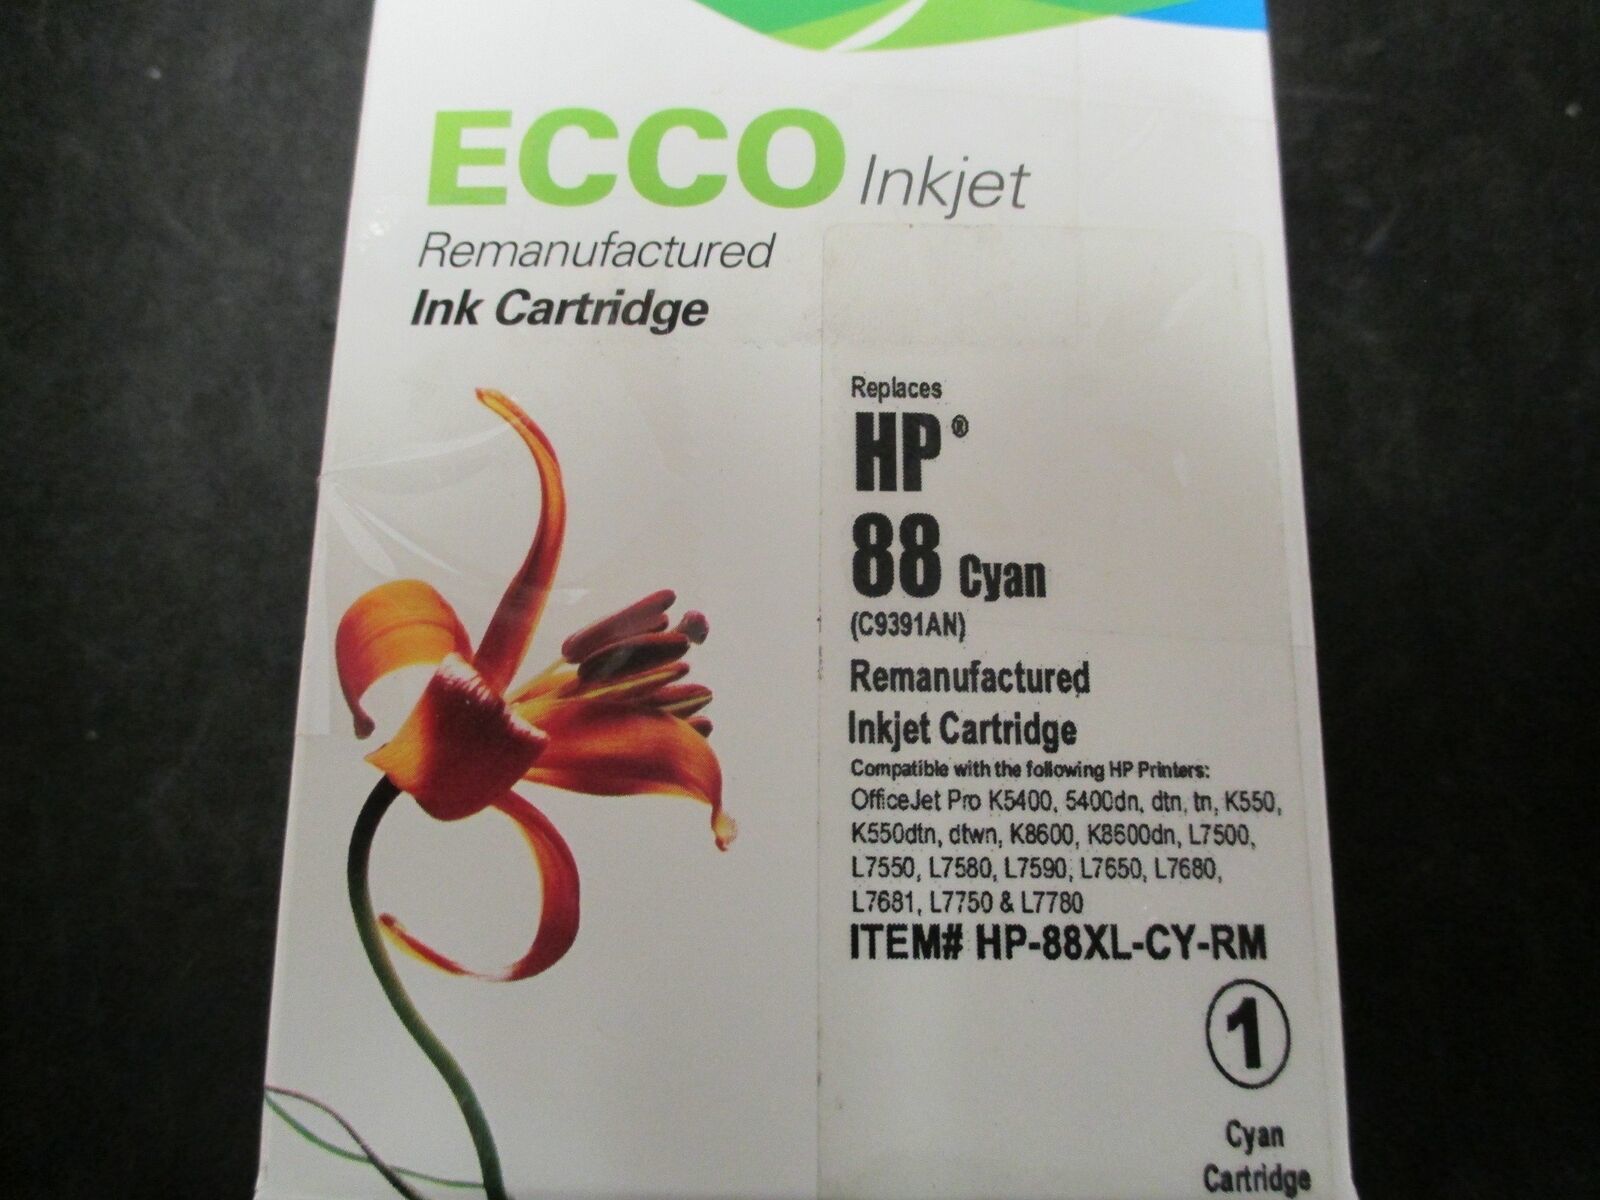 ECCO Inkjet
Remanufactured
Ink Cartridge
Replaces
HP®
88 Cyan
(C9391AN)
Remanufactured
Inkjet Cartridge
Compatible with the following HP Printers:
OfficeJet Pro K5400, 5400dn, dtn, tn, K550,
K550dtn, dtwn, K8600, K8600dn, L7500,
L7550, L7580, L7590, L7650, L7680,
L7681, L7750 & L7780
ITEM# HP-88XL-CY-RM
1
Cyan
Cartridge